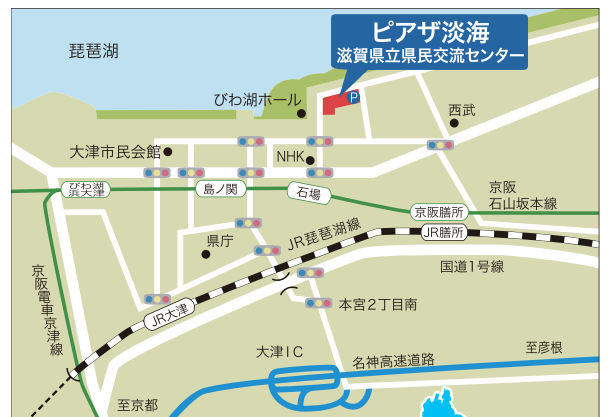 ピアザ淡海
滋賀県立県民交流センター
琵琶湖
P
びわ湖ホール
西武
大津市民会館
NHK
びわ湖
浜大津
島ノ関
石場
京阪
石山坂本線
京阪膳所
JR膳所
県庁
JR琵琶湖線
国道1号線
京阪電車京津線
JR大津
本宮2丁目南
大津IC
名神高速道路
至彦根
至京都